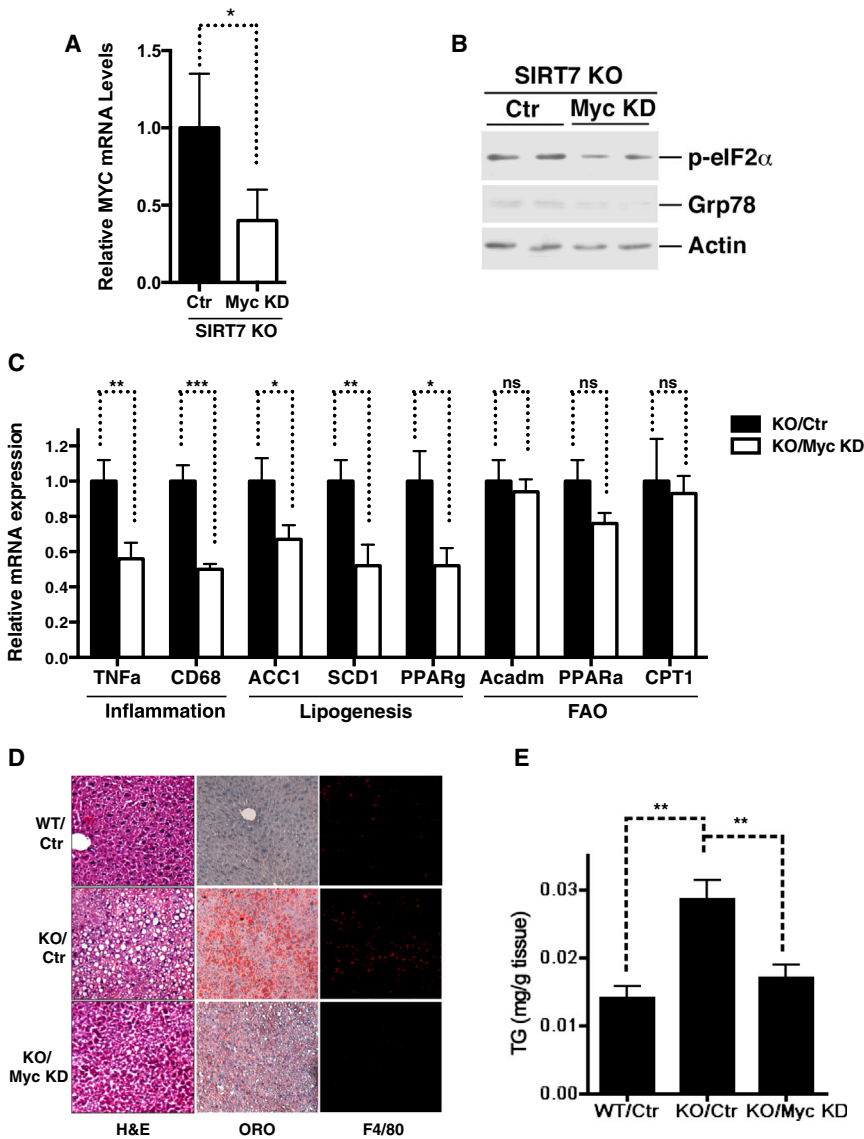 A
*
1.5
1.0
0.5
0.0
Relative MYC mRNA Levels
Ctr Myc KD
SIRT7 KO
B
SIRT7 KO
Ctr Myc KD
p-eIF2α
Grp78
Actin
C
** *** * ** * ns ns ns
KO/Ctr
KO/Myc KD
1.2
1.0
0.8
0.6
0.4
0.2
0.0
Relative mRNA expression
TNFa CD68 ACC1 SCD1 PPARg Acadm PPARa CPT1
Inflammation Lipogenesis FAO
D
WT/
Ctr
KO/
Ctr
KO/
Myc KD
H&E ORO F4/80
E
**
**
0.03
0.02
0.01
0.00
TG (mg/g tissue)
WT/Ctr KO/Ctr KO/Myc KD